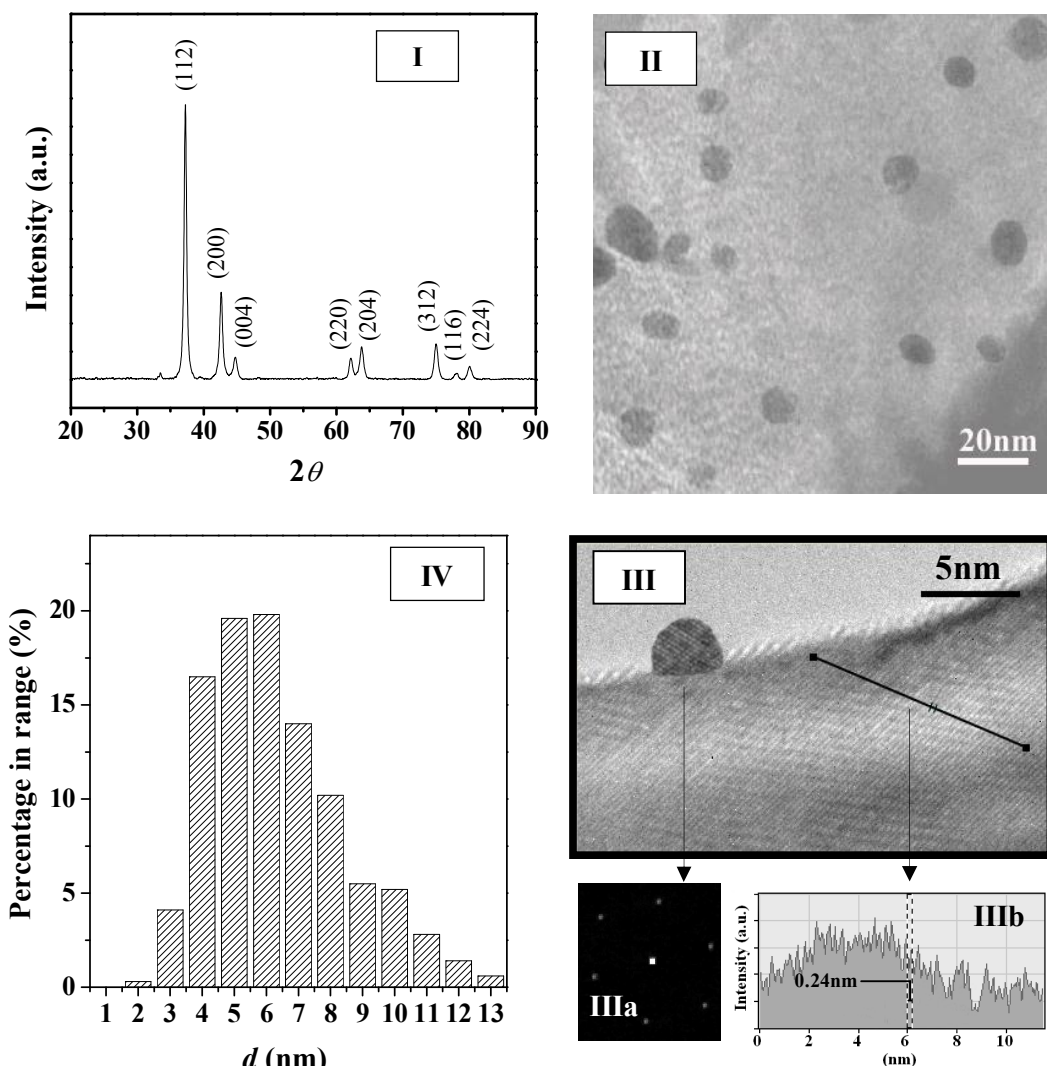 I
(112)
(200)
(004)
(220)
(204)
(312)
(116)
(224)
Intensity (a.u.)
20 30 40 50 60 70 80 90
2θ
II
20nm
IV
20
15
10
5
0
Percentage in range (%)
1 2 3 4 5 6 7 8 9 10 11 12 13
d (nm)
III
5nm
IIIa
IIIb
Intensity (a.u.)
0.24nm
0 2 4 6 8 10
(nm)